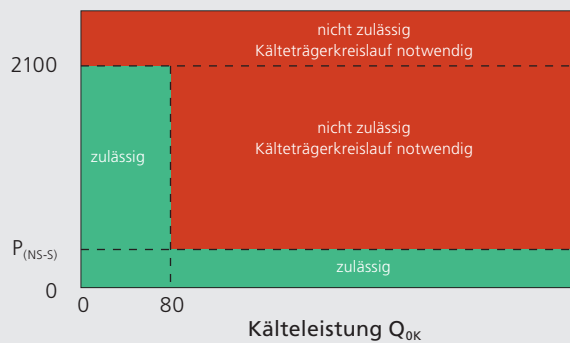 nicht zulässig
Kälteträgerkreislauf notwendig
2100
nicht zulässig
Kälteträgerkreislauf notwendig
zulässig
P(NS-S)
zulässig
0
0 80
Kälteleistung Q0K